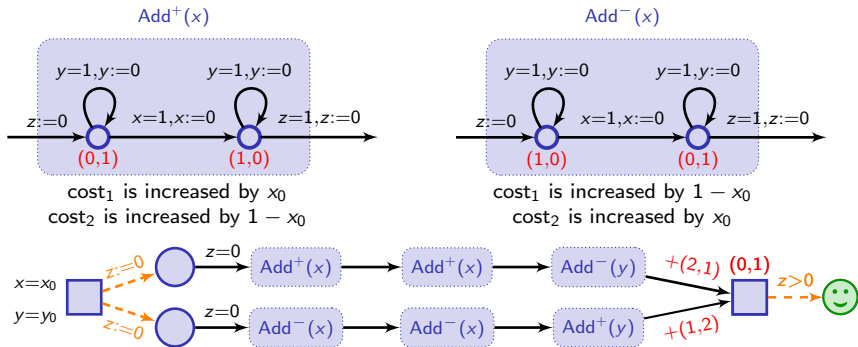 Add⁺(x)
y=1,y:=0 y=1,y:=0
z:=0 x=1,x:=0 z=1,z:=0
(0,1) (1,0)
cost₁ is increased by x₀
cost₂ is increased by 1 − x₀
Add⁻(x)
y=1,y:=0 y=1,y:=0
z:=0 x=1,x:=0 z=1,z:=0
(1,0) (0,1)
cost₁ is increased by 1 − x₀
cost₂ is increased by x₀
x=x₀
y=y₀
z:=0 z=0 Add⁺(x) Add⁺(x) Add⁻(y) +(2,1)
z:=0 z=0 Add⁻(x) Add⁻(x) Add⁺(y) +(1,2)
(0,1) z>0